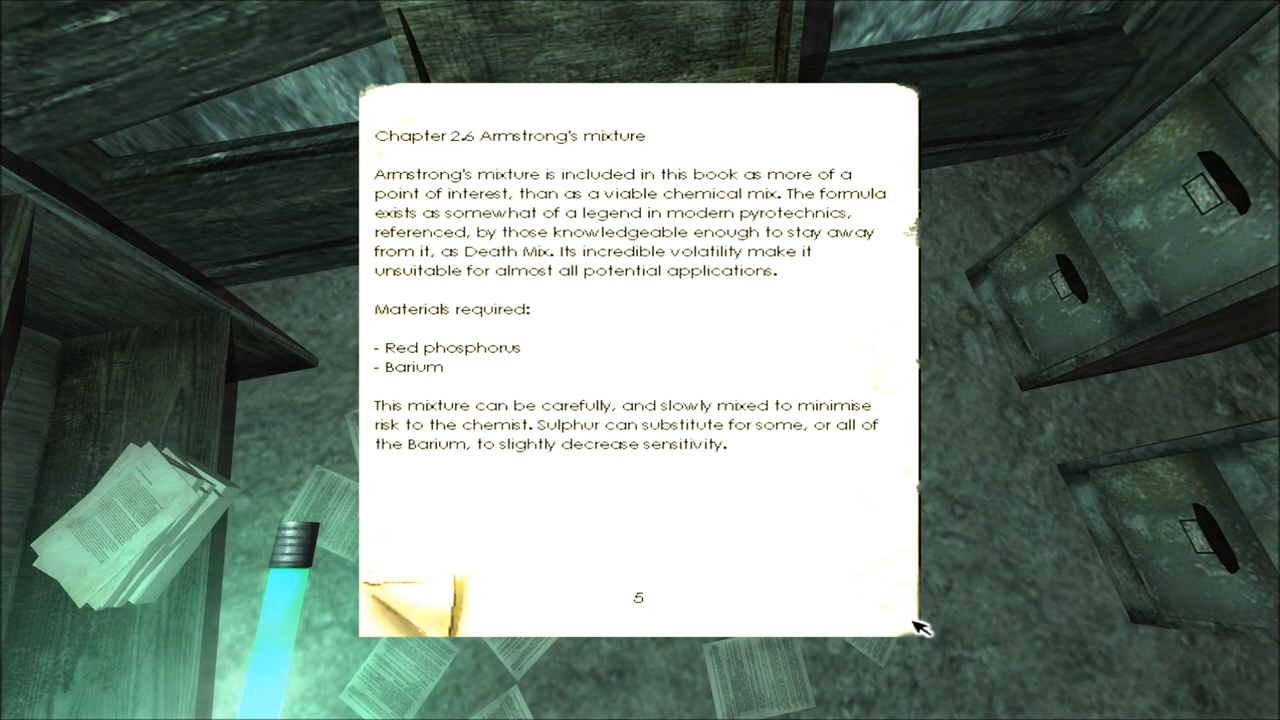 Chapter 2.6 Armstrong's mixture
Armstrong's mixture is included in this book as more of a
point of interest, than as a viable chemical mix. The formula
exists as somewhat of a legend in modern pyrotechnics,
referenced, by those knowledgeable enough to stay away
from it, as Death Mix. Its incredible volatility make it
unsuitable for almost all potential applications.
Materials required:
- Red phosphorus
- Barium
This mixture can be carefully, and slowly mixed to minimise
risk to the chemist. Sulphur can substitute for some, or all of
the Barium, to slightly decrease sensitivity.
5